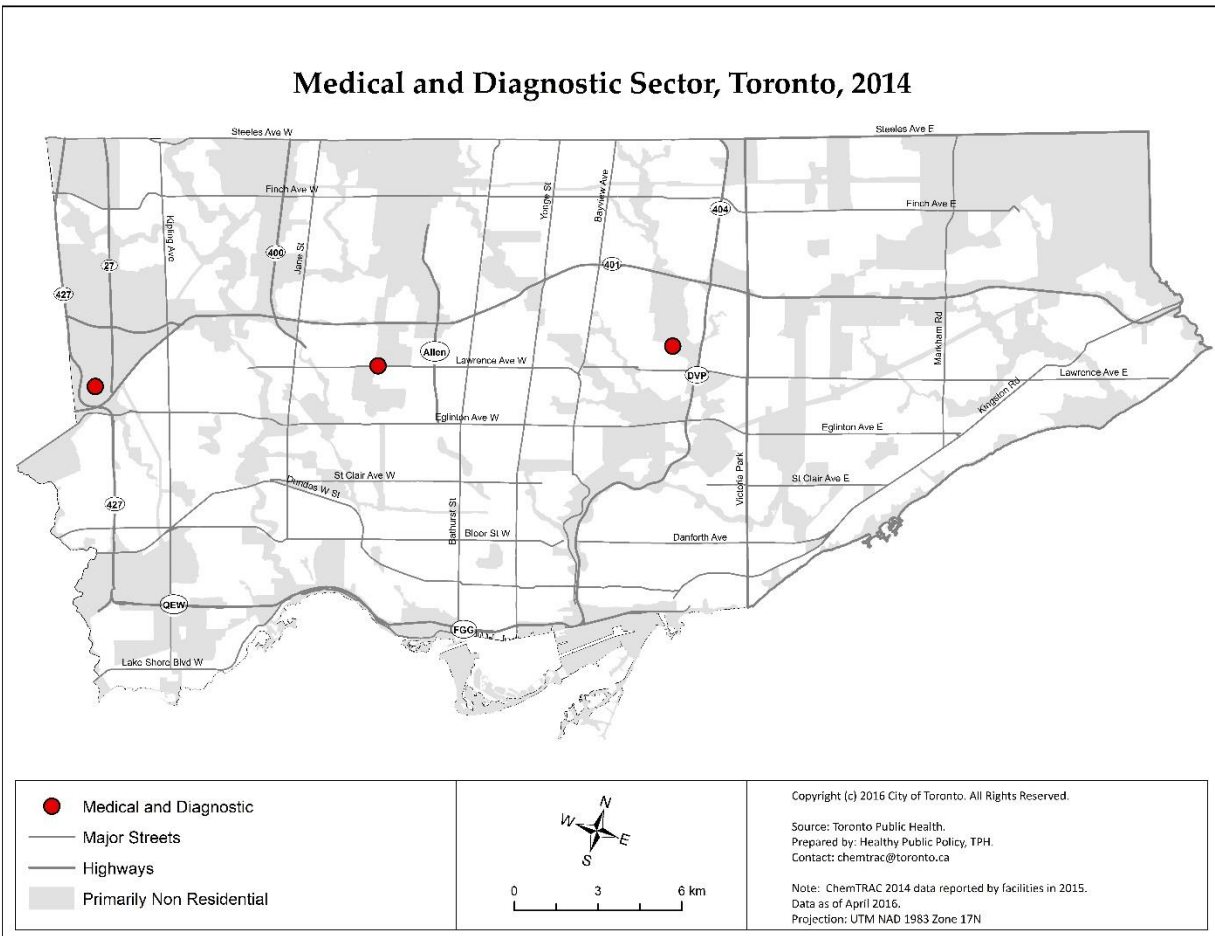 Medical and Diagnostic Sector, Toronto, 2014
Steeles Ave W
Steeles Ave E
Finch Ave W
Finch Ave E
Kipling Ave
Jane St
Yonge St
Bayview Ave
404
27
400
401
427
Markham Rd
Allen
Lawrence Ave W
DVP
Lawrence Ave E
Kingston Rd
Eglinton Ave W
Eglinton Ave E
St Clair Ave W
St Clair Ave E
Dundas W St
Victoria Park
427
Bathurst St
Bloor St W
Danforth Ave
QEW
FGG
Lake Shore Blvd W
Medical and Diagnostic
Major Streets
Highways
Primarily Non Residential
N
W
E
S
0 3 6 km
Copyright (c) 2016 City of Toronto. All Rights Reserved.
Source: Toronto Public Health.
Prepared by: Healthy Public Policy, TPH.
Contact: chemtrac@toronto.ca
Note: ChemTRAC 2014 data reported by facilities in 2015.
Data as of April 2016.
Projection: UTM NAD 1983 Zone 17N